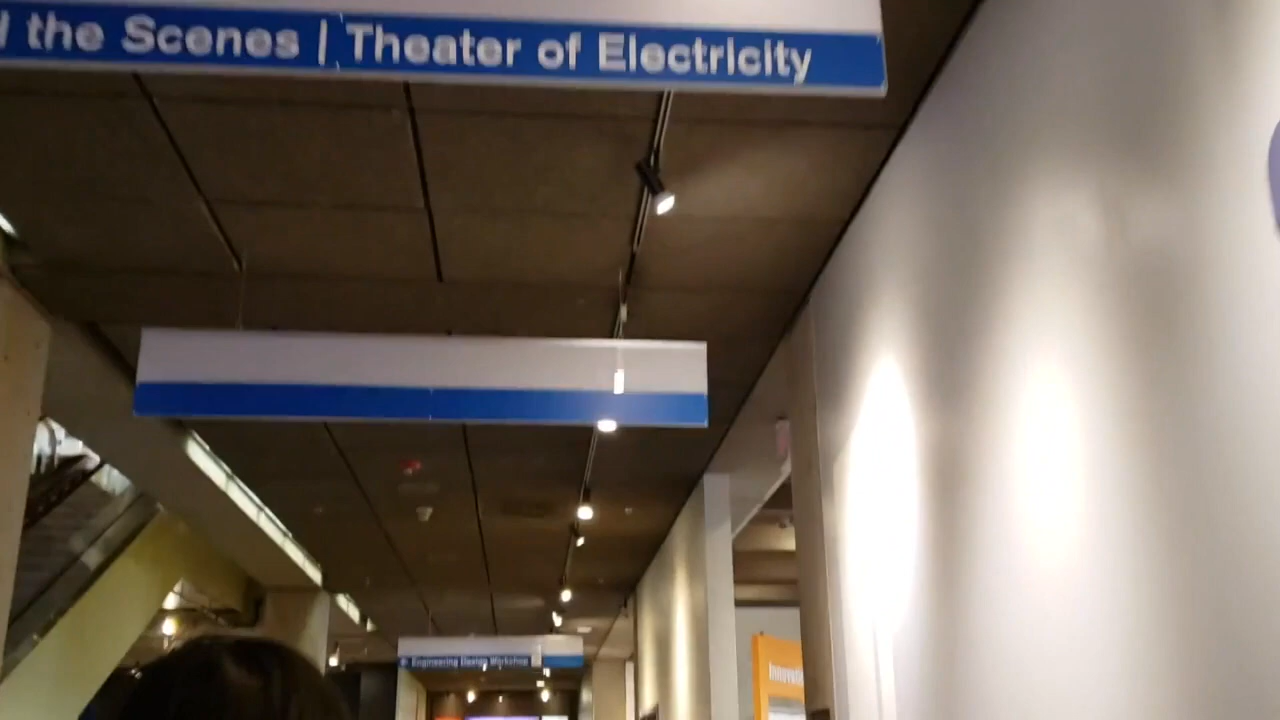 the Scenes | Theater of Electricity
Engineering Design Workshop